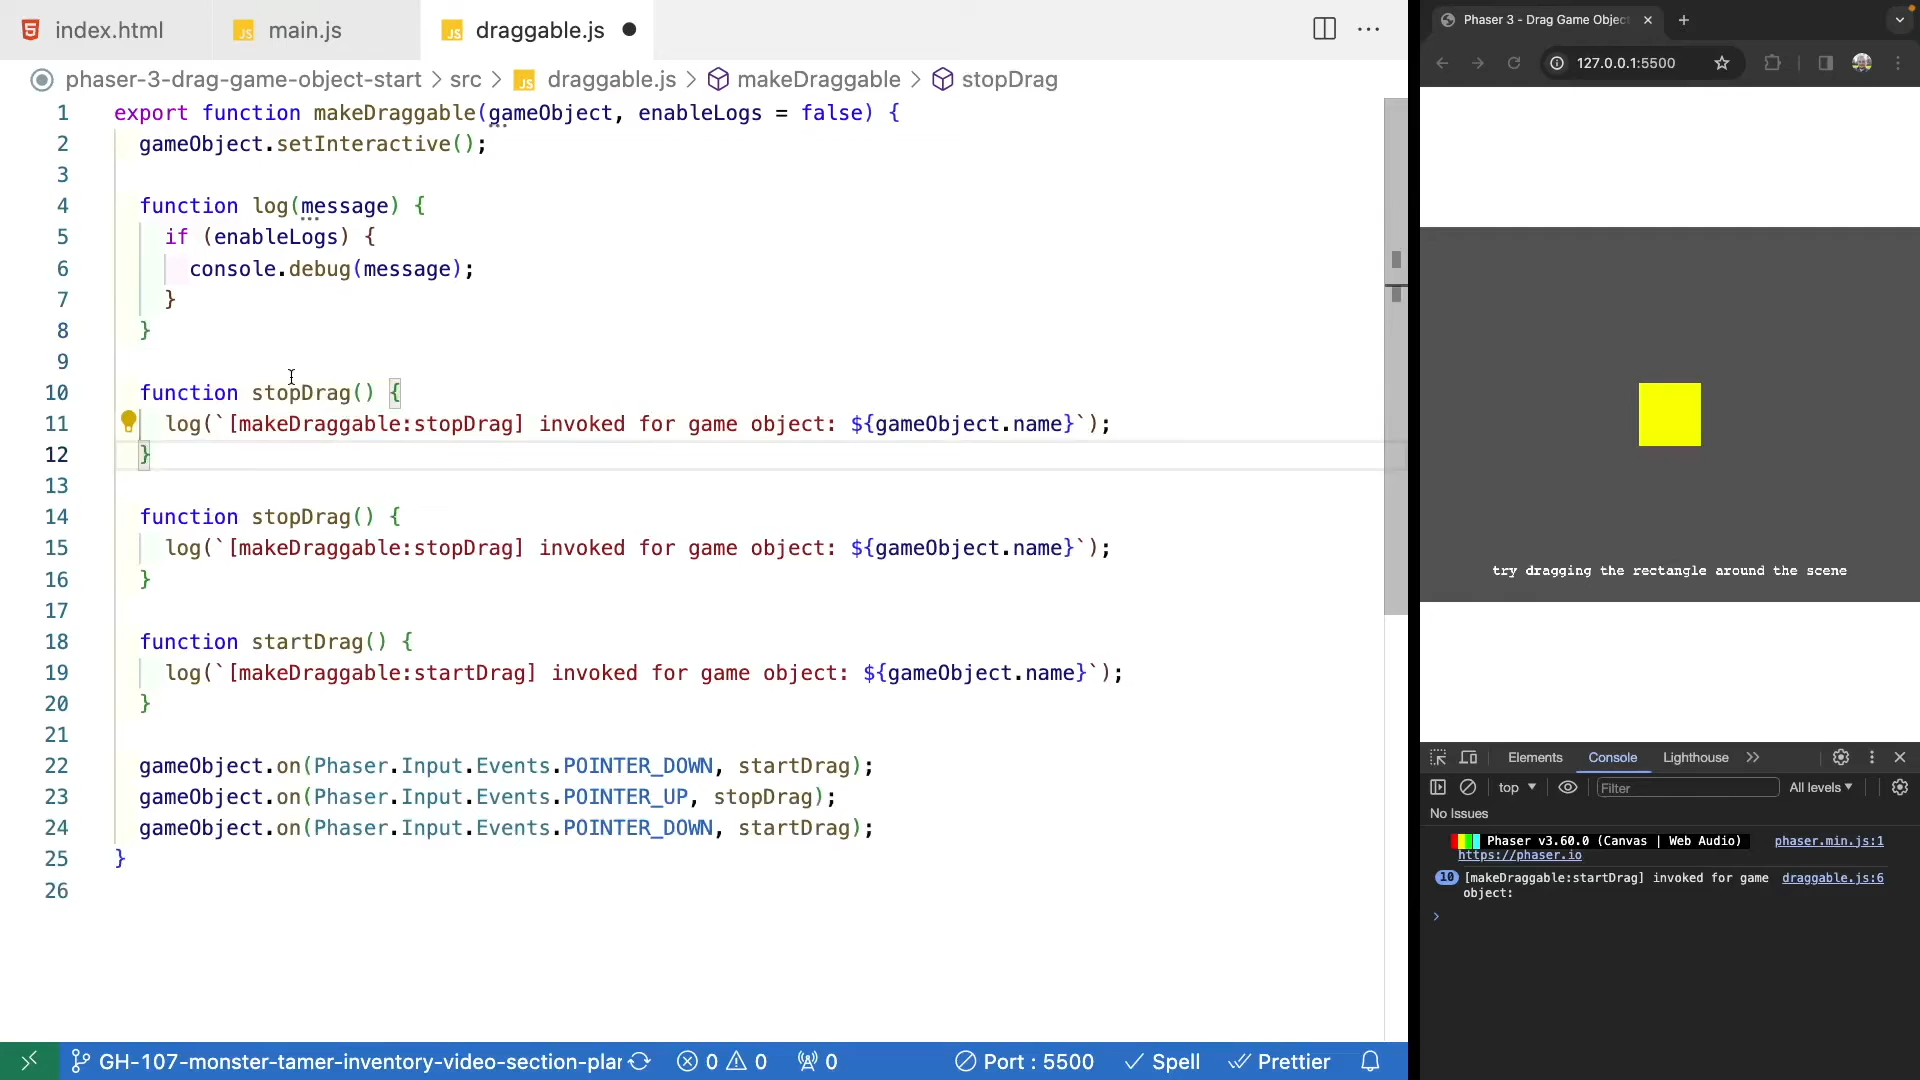 index.html
main.js
draggable.js
phaser-3-drag-game-object-start > src > draggable.js > makeDraggable > stopDrag
1 export function makeDraggable(gameObject, enableLogs = false) {
2 gameObject.setInteractive();
3
4 function log(message) {
5 if (enableLogs) {
6 console.debug(message);
7 }
8 }
9
10 function stopDrag() {
11 log(`[makeDraggable:stopDrag] invoked for game object: ${gameObject.name}`);
12 }
13
14 function stopDrag() {
15 log(`[makeDraggable:stopDrag] invoked for game object: ${gameObject.name}`);
16 }
17
18 function startDrag() {
19 log(`[makeDraggable:startDrag] invoked for game object: ${gameObject.name}`);
20 }
21
22 gameObject.on(Phaser.Input.Events.POINTER_DOWN, startDrag);
23 gameObject.on(Phaser.Input.Events.POINTER_UP, stopDrag);
24 gameObject.on(Phaser.Input.Events.POINTER_DOWN, startDrag);
25 }
26
GH-107-monster-tamer-inventory-video-section-plar 0 0 0 Port : 5500 Spell Prettier
Phaser 3 - Drag Game Objec
127.0.0.1:5500
try dragging the rectangle around the scene
Elements Console Lighthouse
top Filter All levels
No Issues
Phaser v3.60.0 (Canvas | Web Audio) phaser.min.js:1
https://phaser.io
10 [makeDraggable:startDrag] invoked for game draggable.js:6
object: